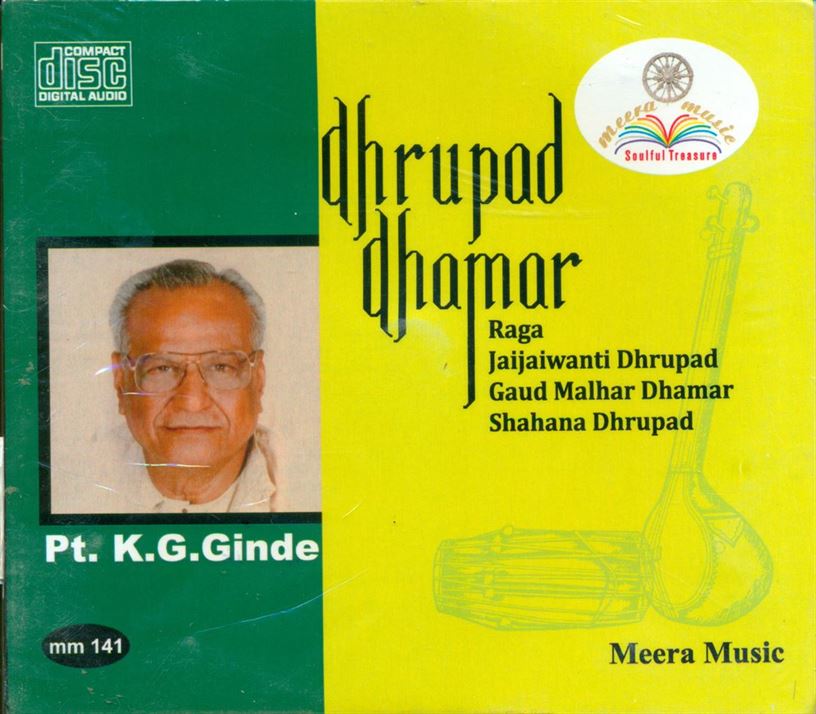 COMPACT
disc
DIGITAL AUDIO
meera music
Soulful Treasure
dhrupad
dhamar
Raga
Jaijaiwanti Dhrupad
Gaud Malhar Dhamar
Shahana Dhrupad
Pt. K.G.Ginde
mm 141
Meera Music